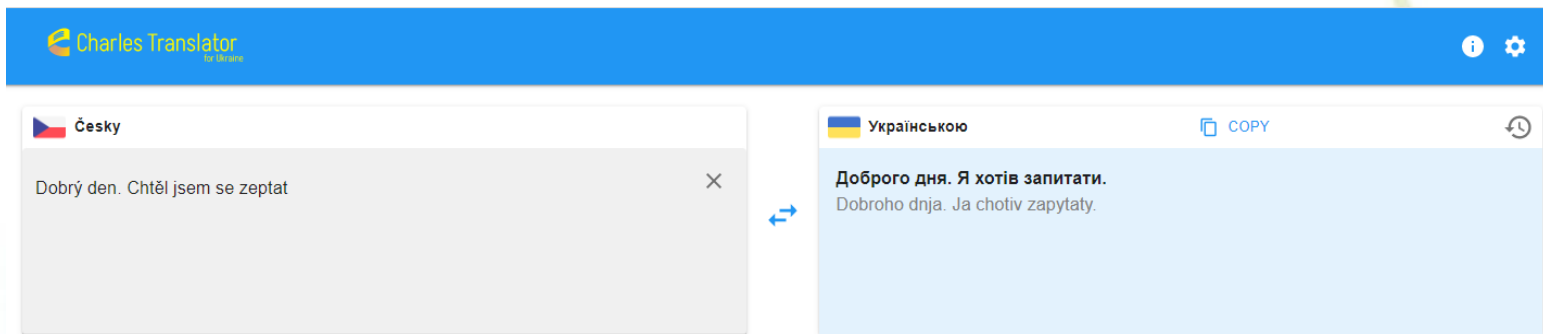 Charles Translator
for Ukraine
Česky
Dobrý den. Chtěl jsem se zeptat
Українською
COPY
Доброго дня. Я хотів запитати.
Dobroho dnja. Ja chotiv zapytaty.